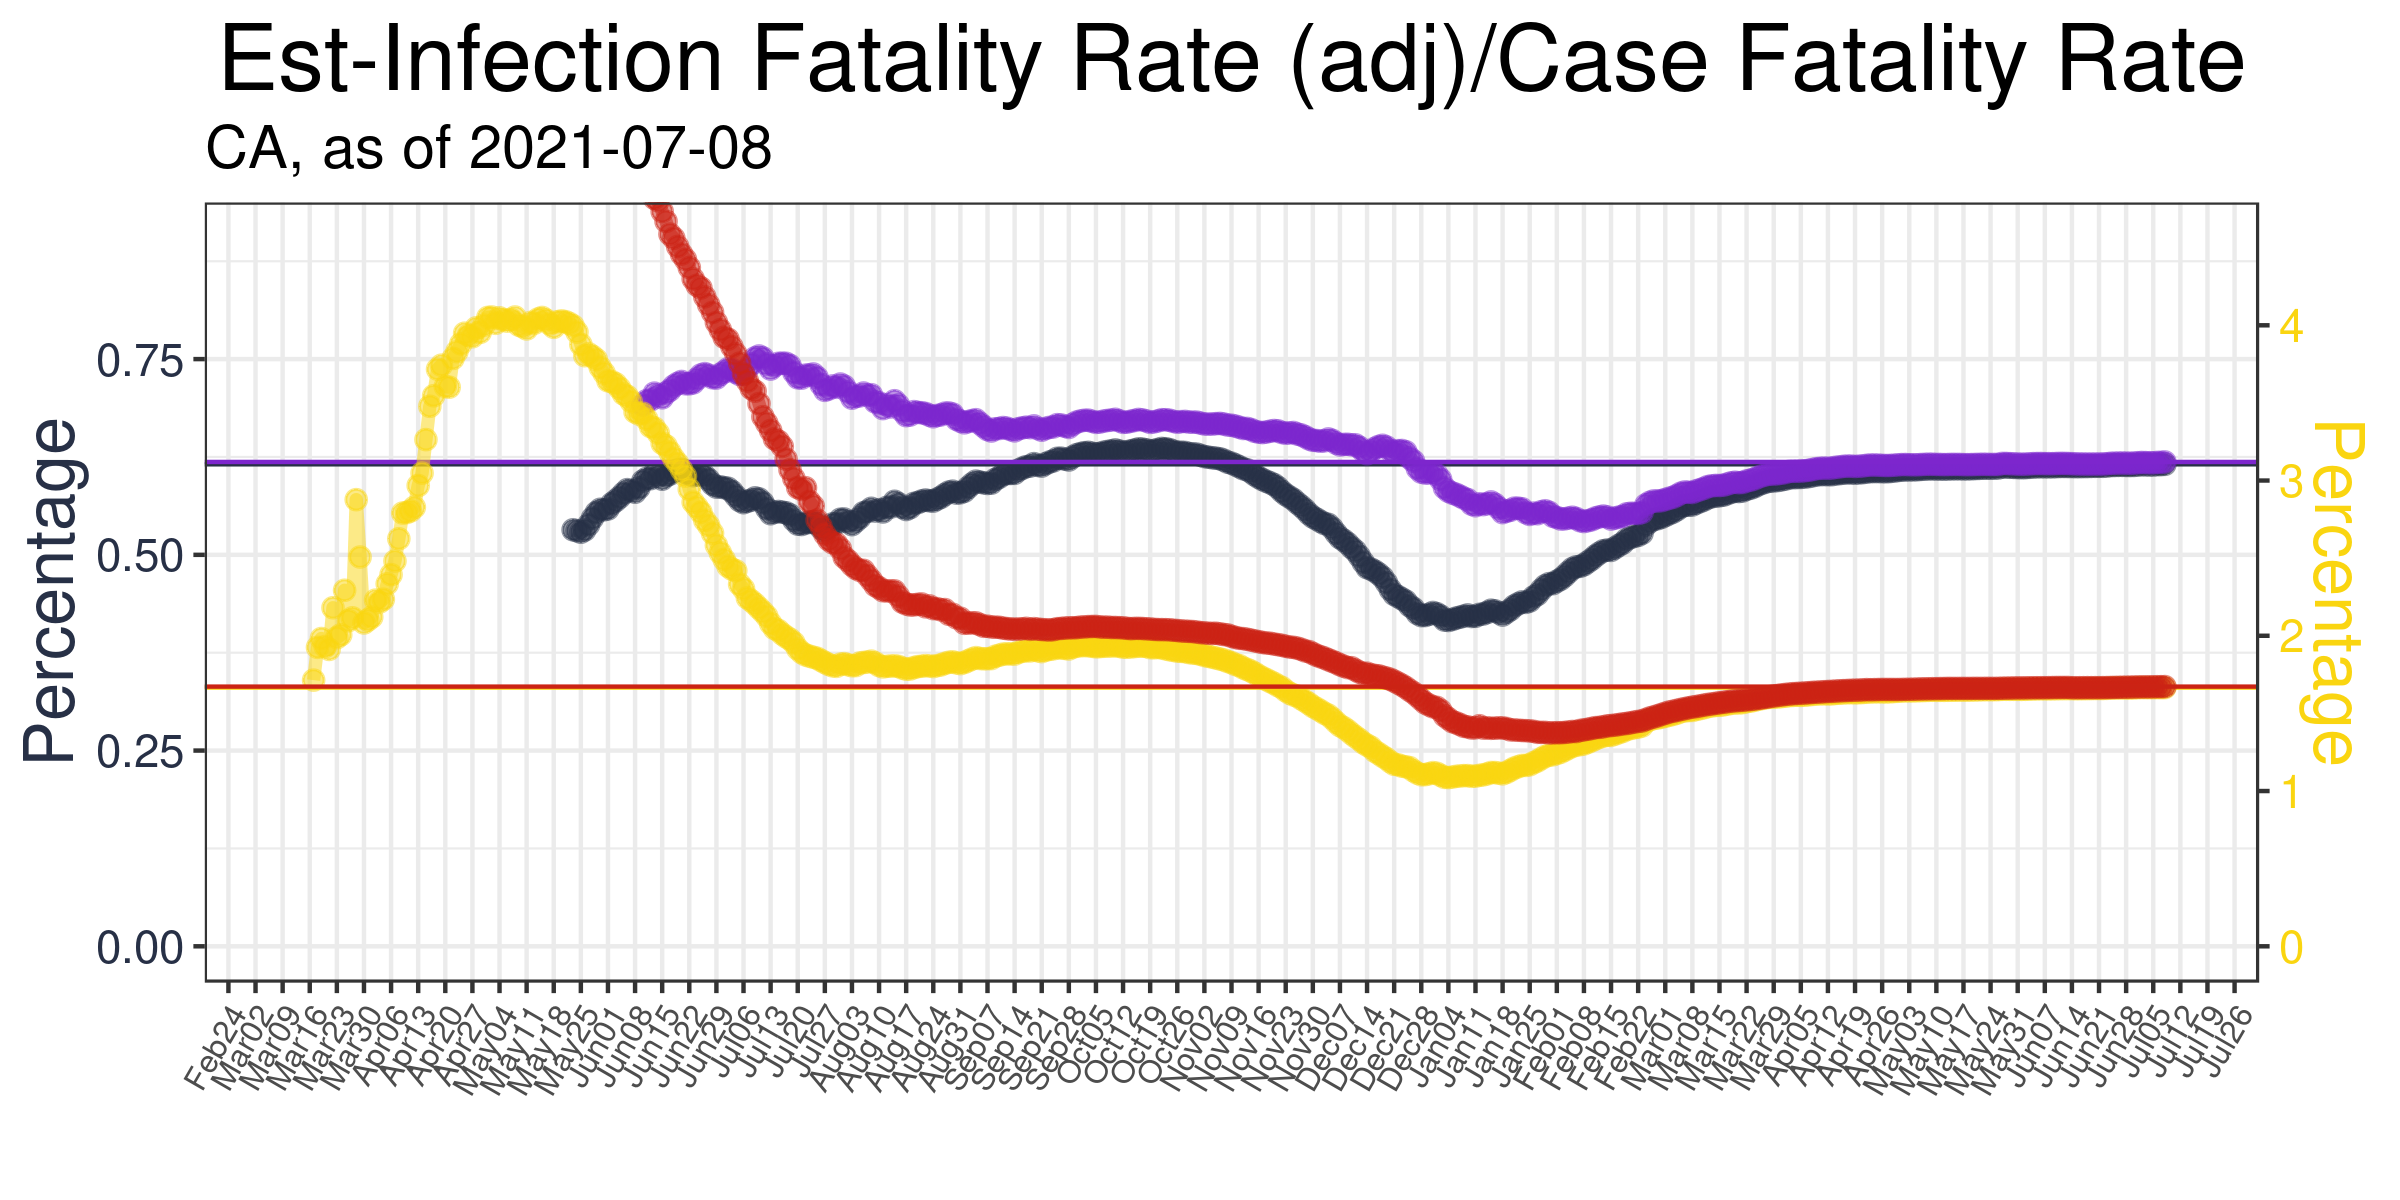 Est-Infection Fatality Rate (adj)/Case Fatality Rate
CA, as of 2021-07-08
Percentage
0.75
0.50
0.25
0.00
4
3
2
1
0
Percentage
Feb24
Mar02
Mar09
Mar16
Mar23
Mar30
Apr06
Apr13
Apr20
Apr27
May04
May11
May18
May25
Jun01
Jun08
Jun15
Jun22
Jun29
Jul06
Jul13
Jul20
Jul27
Aug03
Aug10
Aug17
Aug24
Aug31
Sep07
Sep14
Sep21
Sep28
Oct05
Oct12
Oct19
Oct26
Nov02
Nov09
Nov16
Nov23
Nov30
Dec07
Dec14
Dec21
Dec28
Jan04
Jan11
Jan18
Jan25
Feb01
Feb08
Feb15
Feb22
Mar01
Mar08
Mar15
Mar22
Mar29
Apr05
Apr12
Apr19
Apr26
May03
May10
May17
May24
May31
Jun07
Jun14
Jun21
Jun28
Jul05
Jul12
Jul19
Jul26